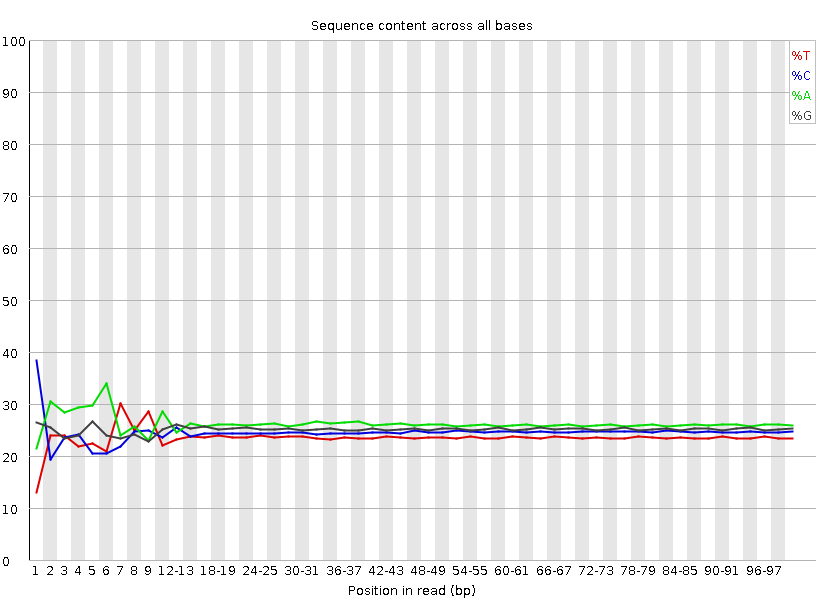 Sequence content across all bases
100
90
80
70
60
50
40
30
20
10
0
%T
%C
%A
%G
1 2 3 4 5 6 7 8 9 12-13 18-19 24-25 30-31 36-37 42-43 48-49 54-55 60-61 66-67 72-73 78-79 84-85 90-91 96-97
Position in read (bp)